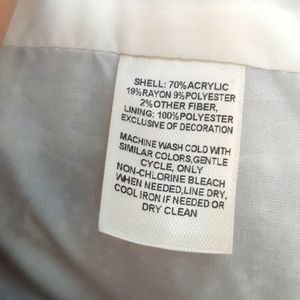 SHELL: 70%ACRYLIC
19%RAYON 9%POLYESTER
2%OTHER FIBER,
LINING: 100%POLYESTER
EXCLUSIVE OF DECORATION
MACHINE WASH COLD WITH
SIMILAR COLORS,GENTLE
CYCLE, ONLY
NON-CHLORINE BLEACH
WHEN NEEDED,LINE DRY,
COOL IRON IF NEEDED OR
DRY CLEAN